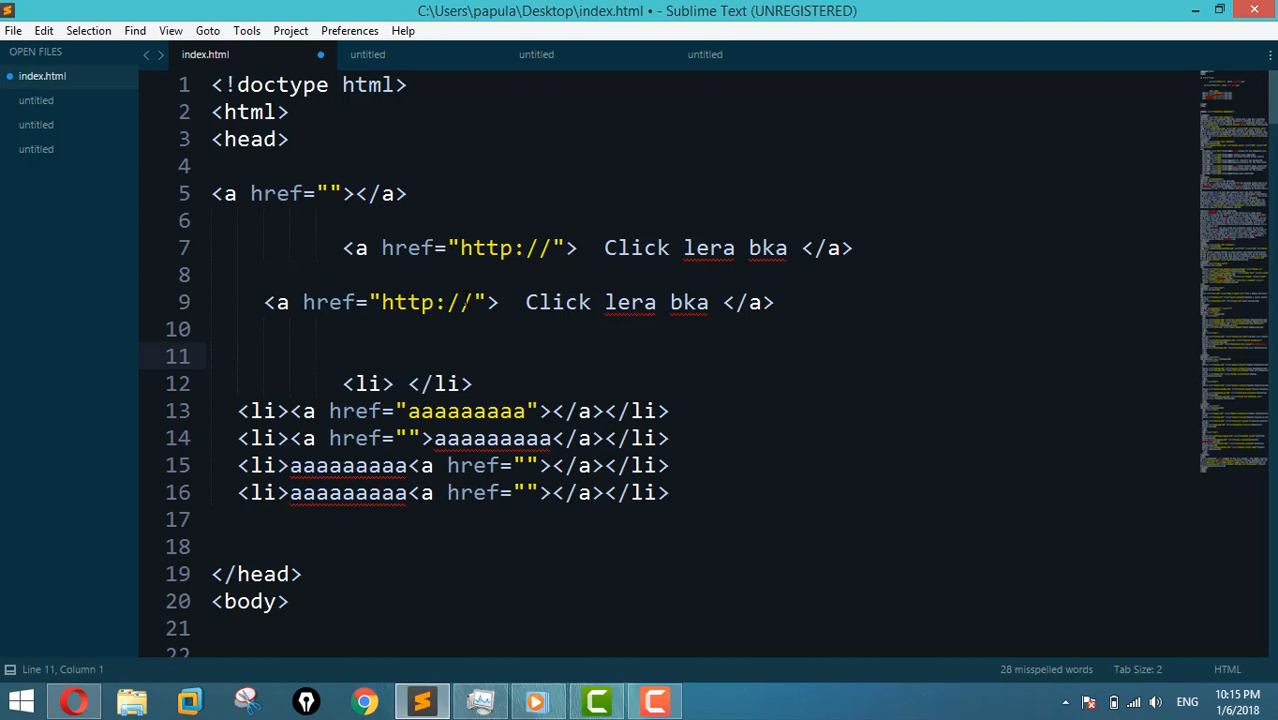 C:\Users\papula\Desktop\index.html • - Sublime Text (UNREGISTERED)
File Edit Selection Find View Goto Tools Project Preferences Help
OPEN FILES
index.html
untitled
untitled
untitled
index.html untitled untitled untitled
1 <!doctype html>
2 <html>
3 <head>
4
5 <a href=""></a>
6
7 <a href="http://">  Click lera bka </a>
8
9 <a href="http://">  Click lera bka </a>
10
11
12 <li> </li>
13 <li><a href="aaaaaaaaa"></a></li>
14 <li><a href="">aaaaaaaaa</a></li>
15 <li>aaaaaaaaa<a href=""></a></li>
16 <li>aaaaaaaaa<a href=""></a></li>
17
18
19 </head>
20 <body>
21
22
Line 11, Column 1 28 misspelled words Tab Size: 2 HTML
ENG 10:15 PM
1/6/2018